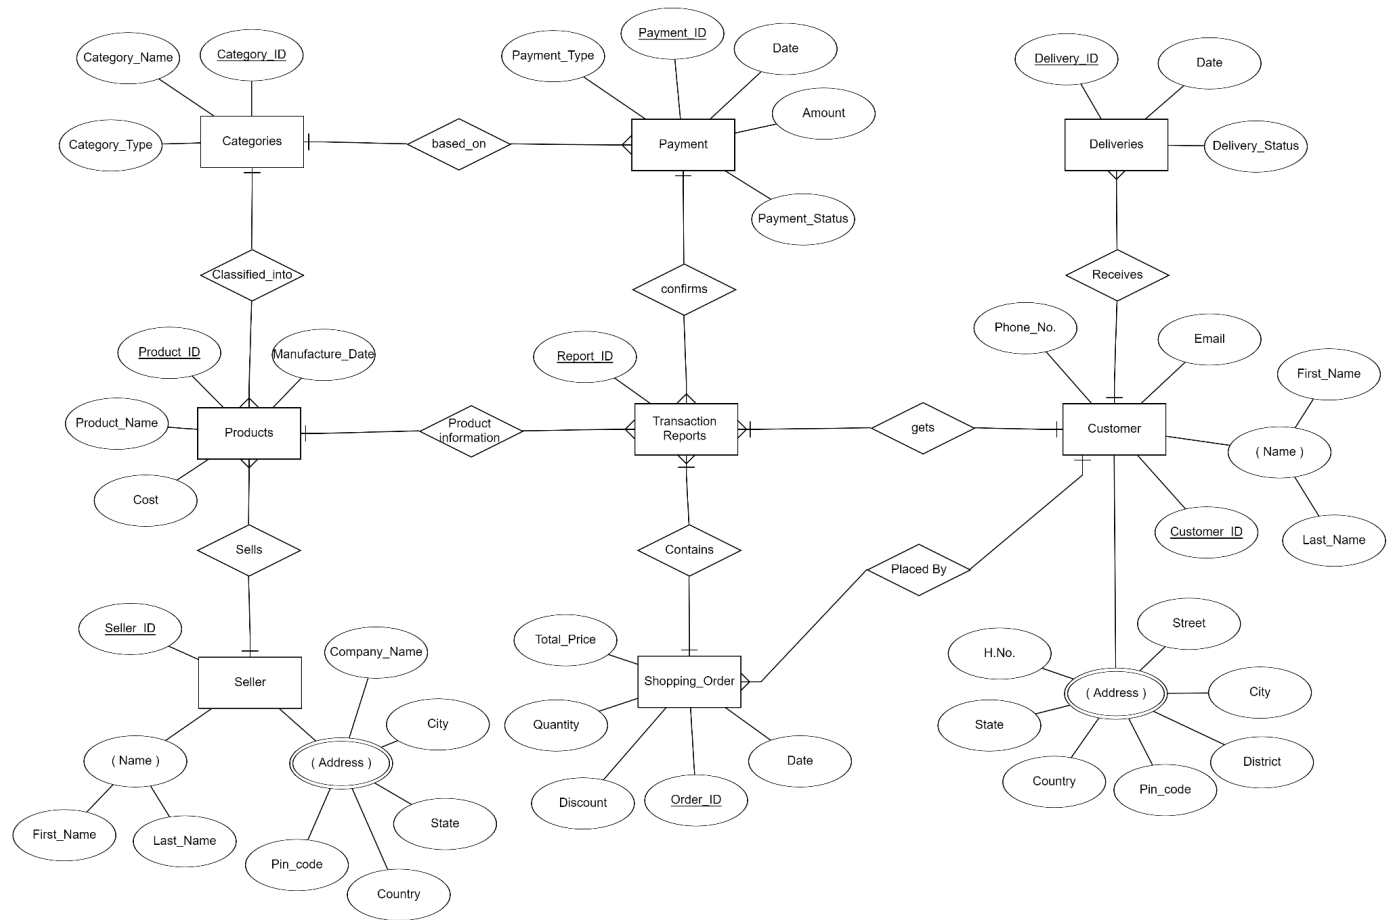 Payment_ID
Category_Name
Category_ID
Payment_Type
Date
Delivery_ID
Date
Amount
Category_Type
Categories
based_on
Payment
Deliveries
Delivery_Status
Payment_Status
Classified_into
confirms
Receives
Phone_No.
Email
Product_ID
Manufacture_Date
Report_ID
First_Name
Product_Name
Products
Product
information
Transaction
Reports
gets
Customer
( Name )
Cost
Customer_ID
Last_Name
Sells
Contains
Placed By
Seller_ID
Company_Name
Total_Price
Street
H.No.
Seller
Shopping_Order
( Address )
City
City
Quantity
State
( Name )
( Address )
Date
District
Country
Pin_code
Discount
Order_ID
First_Name
Last_Name
State
Pin_code
Country